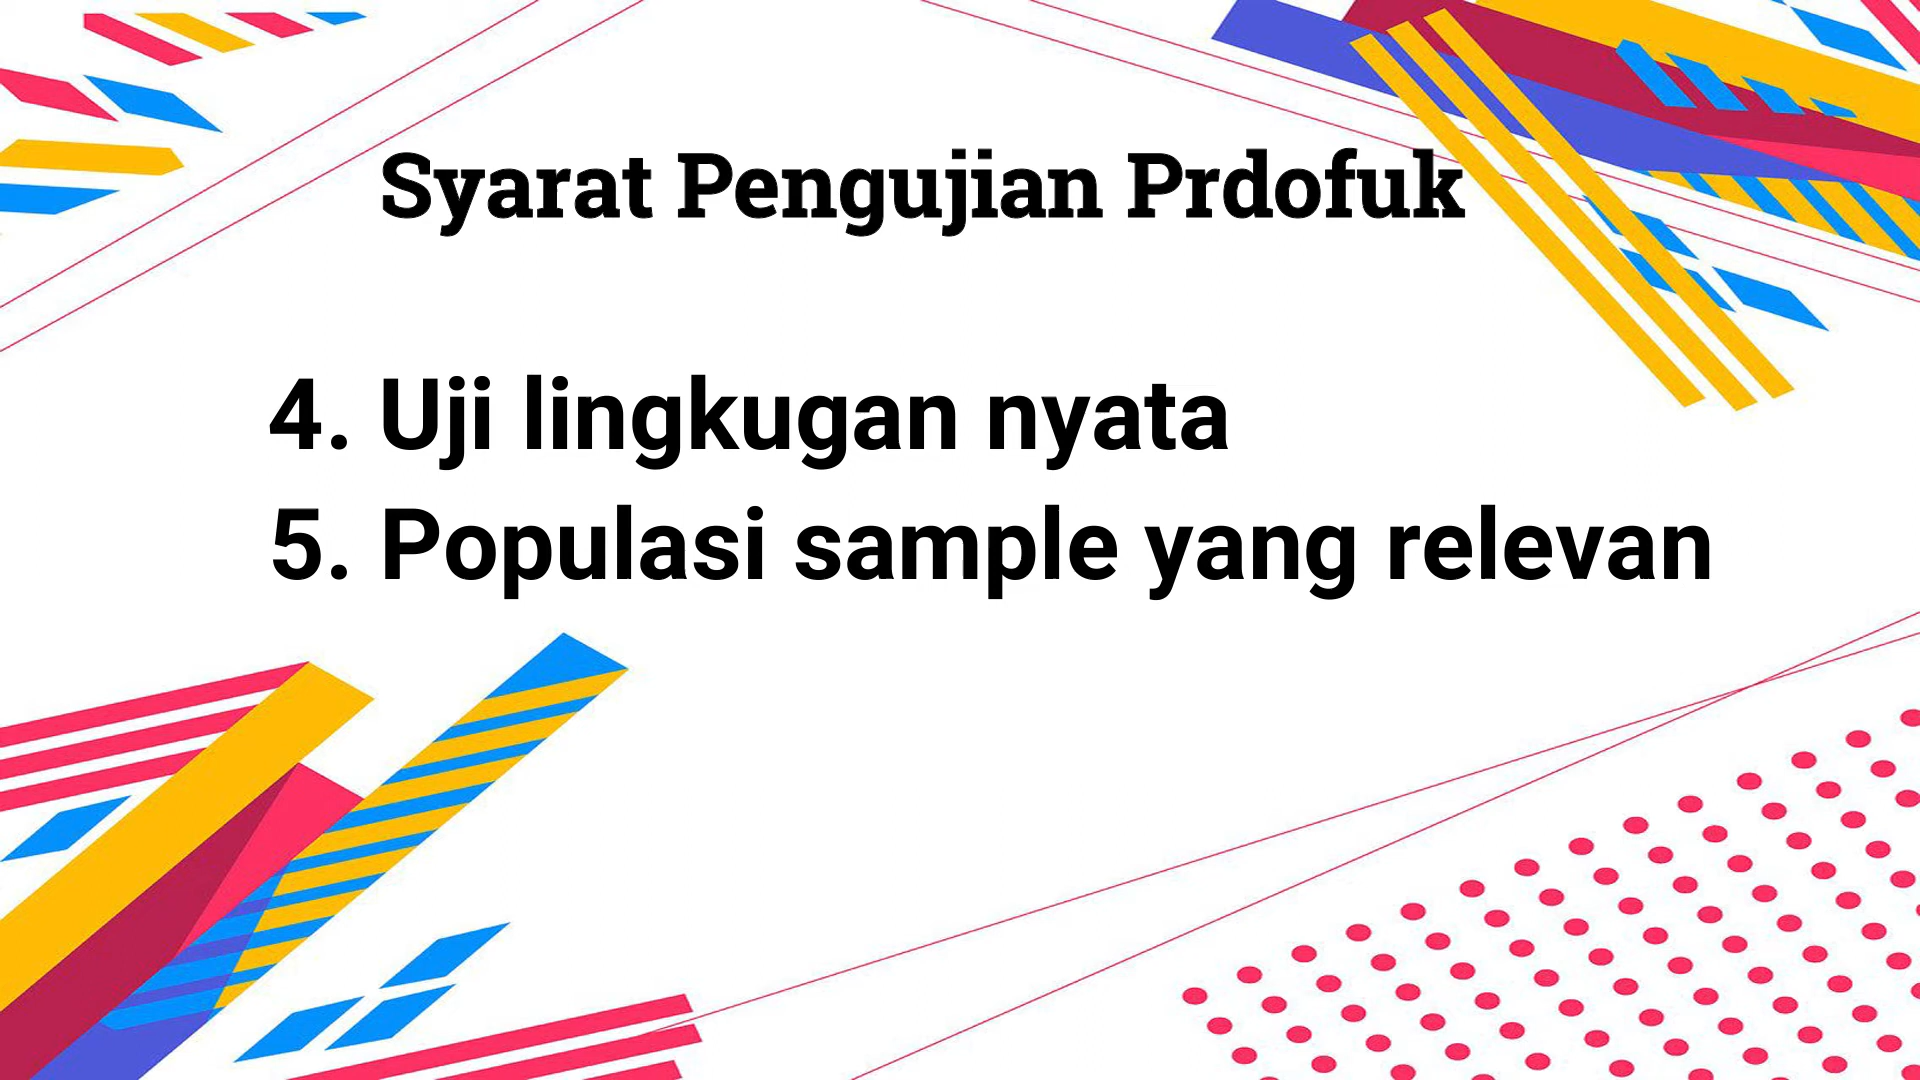 Syarat Pengujian Prdofuk
4. Uji lingkugan nyata
5. Populasi sample yang relevan